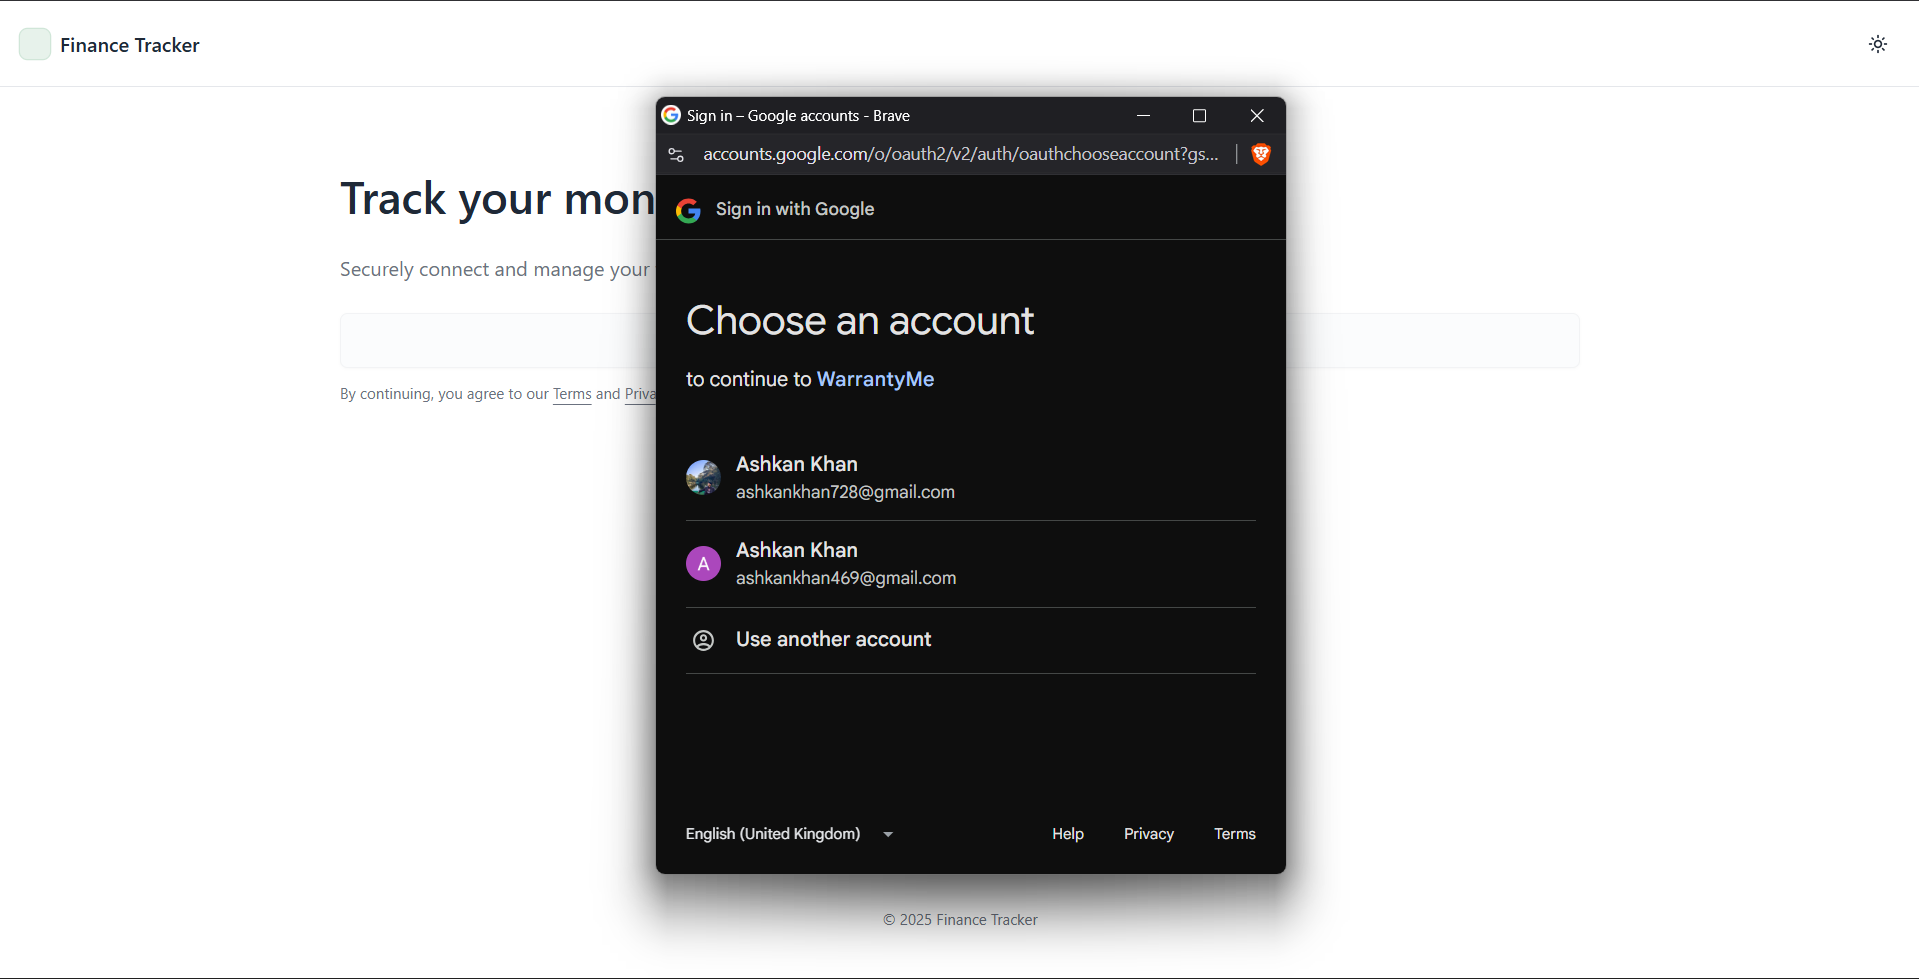 Finance Tracker
Sign in – Google accounts - Brave
accounts.google.com/o/oauth2/v2/auth/oauthchooseaccount?gs...
Sign in with Google
Track your mon
Securely connect and manage your
By continuing, you agree to our Terms and Priva
Choose an account
to continue to WarrantyMe
Ashkan Khan
ashkankhan728@gmail.com
A
Ashkan Khan
ashkankhan469@gmail.com
Use another account
English (United Kingdom)
Help
Privacy
Terms
© 2025 Finance Tracker